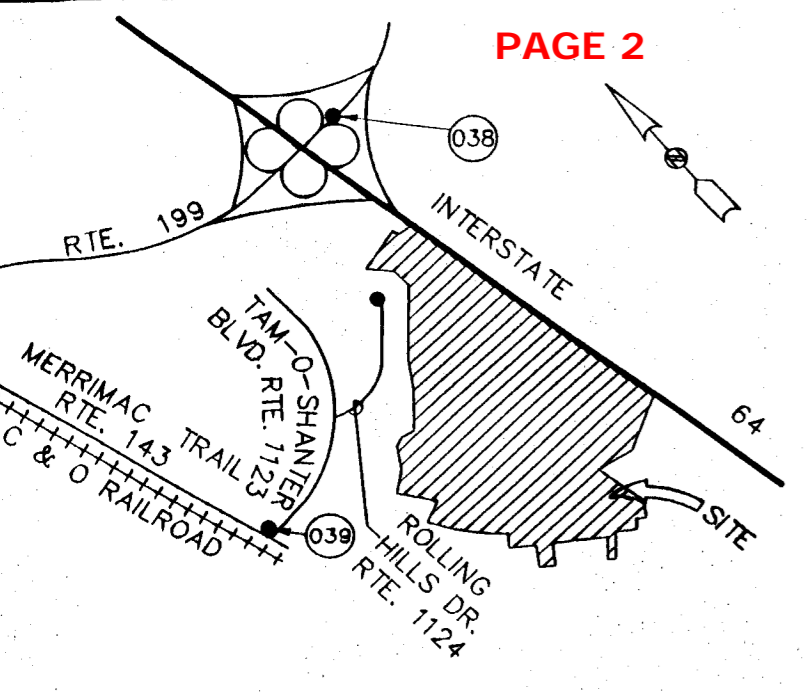 PAGE 2
038
N
INTERSTATE
64
RTE. 199
TAM-O-SHANTER
BLVD. RTE. 1123
MERRIMAC TRAIL
RTE. 143
C & O RAILROAD
039
ROLLING
HILLS DR.
RTE. 1124
SITE